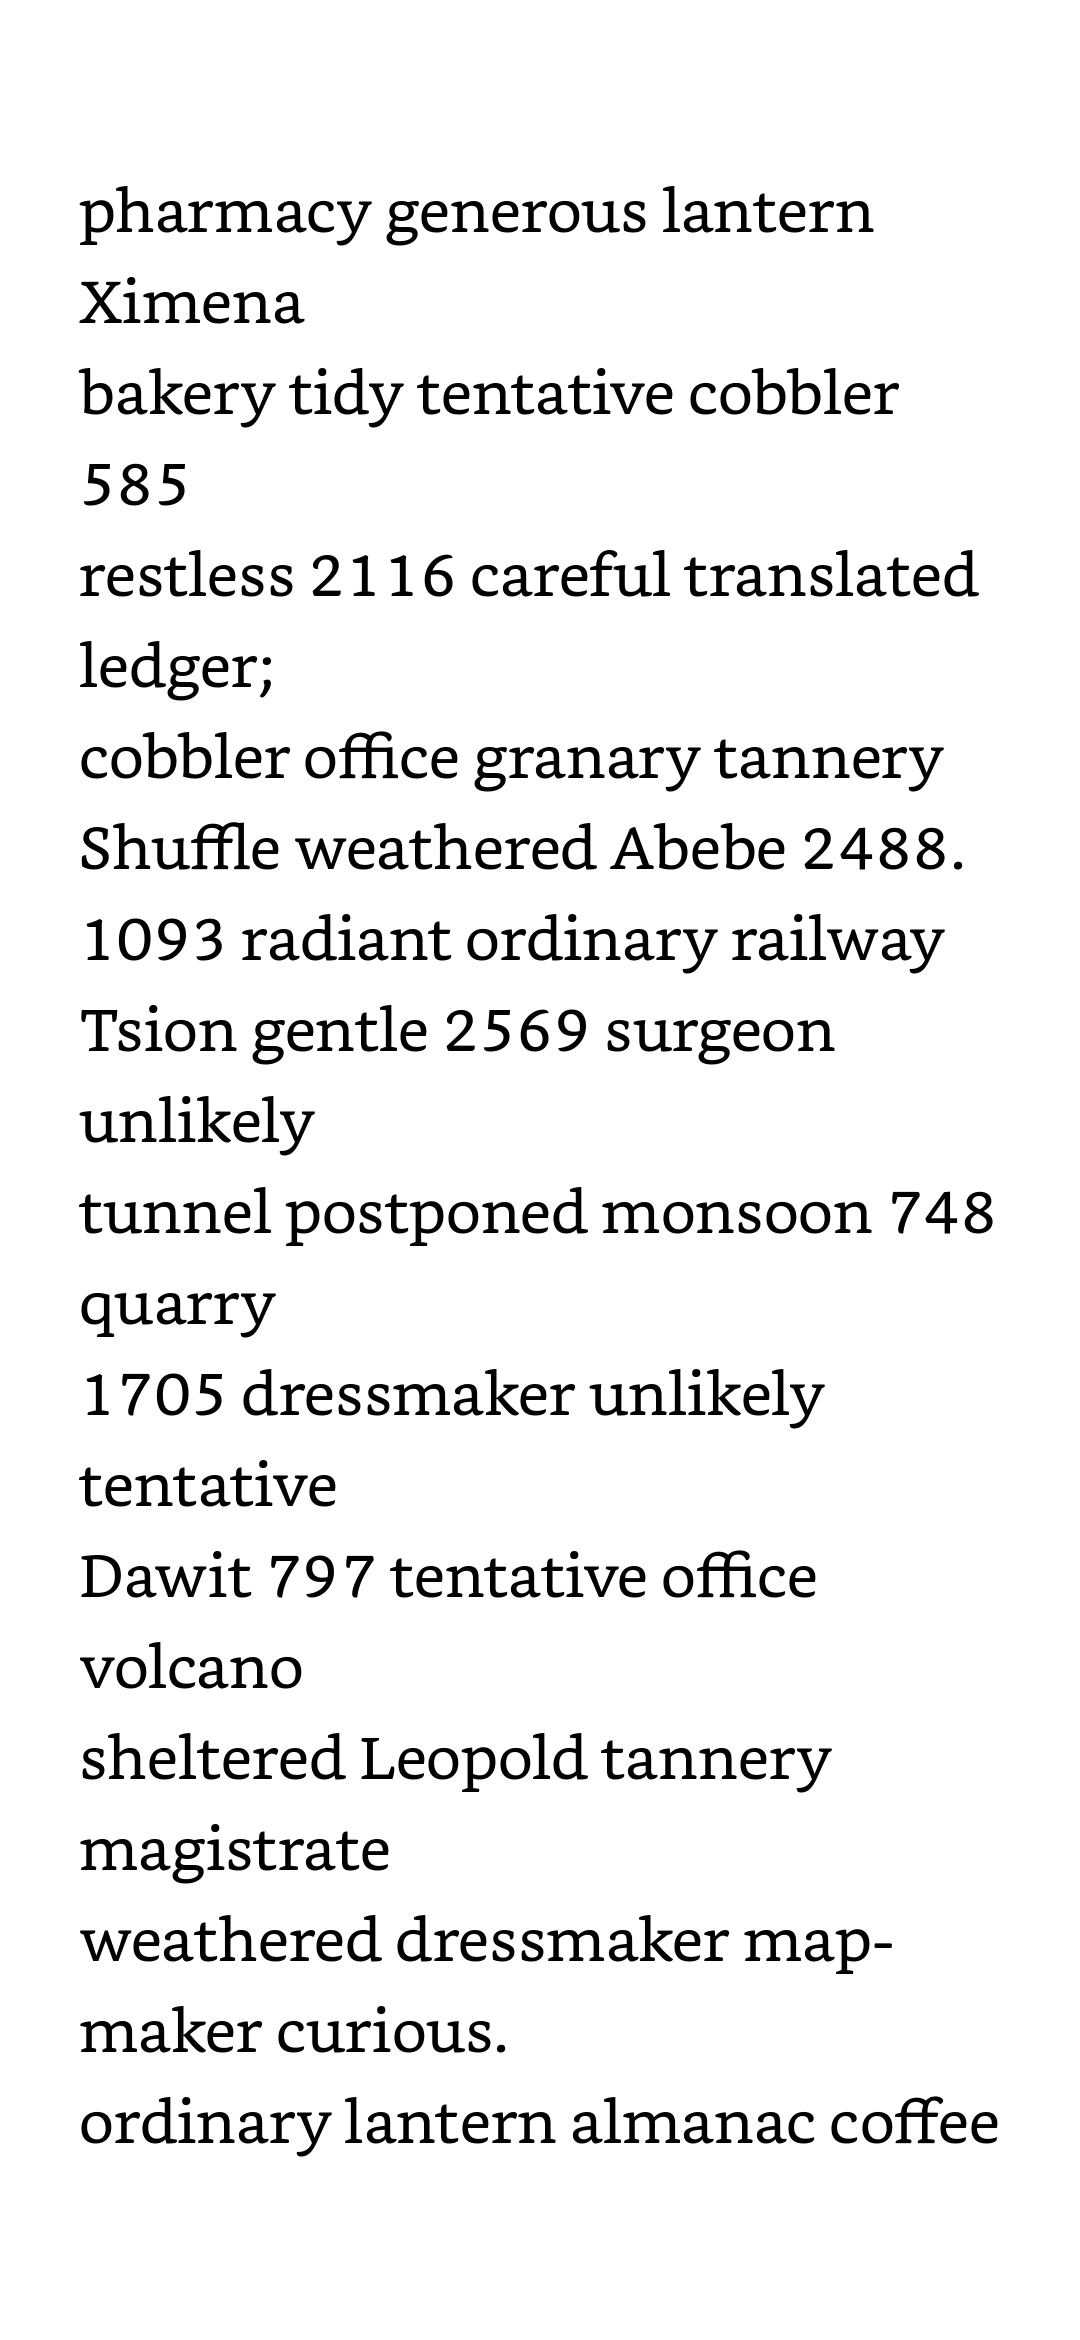 pharmacy generous lantern
Ximena
bakery tidy tentative cobbler
585
restless 2116 careful translated
ledger;
cobbler office granary tannery
Shuffle weathered Abebe 2488.
1093 radiant ordinary railway
Tsion gentle 2569 surgeon
unlikely
tunnel postponed monsoon 748
quarry
1705 dressmaker unlikely
tentative
Dawit 797 tentative office
volcano
sheltered Leopold tannery
magistrate
weathered dressmaker map-
maker curious.
ordinary lantern almanac coffee